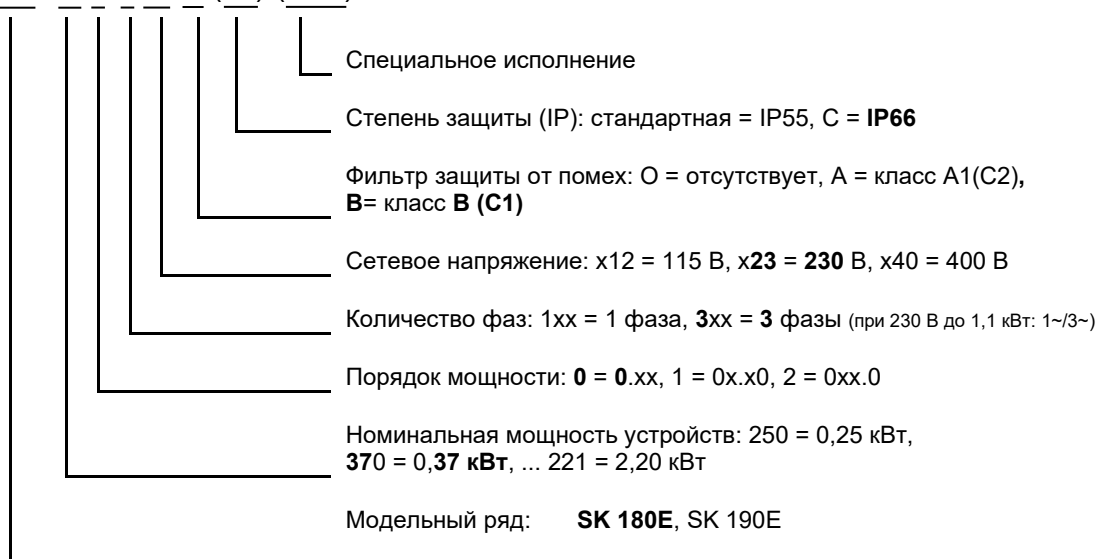 Специальное исполнение
Степень защиты (IP): стандартная = IP55, C = IP66
Фильтр защиты от помех: O = отсутствует, A = класс A1(C2),
B= класс B (C1)
Сетевое напряжение: x12 = 115 В, x23 = 230 В, x40 = 400 В
Количество фаз: 1xx = 1 фаза, 3xx = 3 фазы (при 230 В до 1,1 кВт: 1~/3~)
Порядок мощности: 0 = 0.xx, 1 = 0x.x0, 2 = 0xx.0
Номинальная мощность устройств: 250 = 0,25 кВт,
370 = 0,37 кВт, ... 221 = 2,20 кВт
Модельный ряд: SK 180E, SK 190E